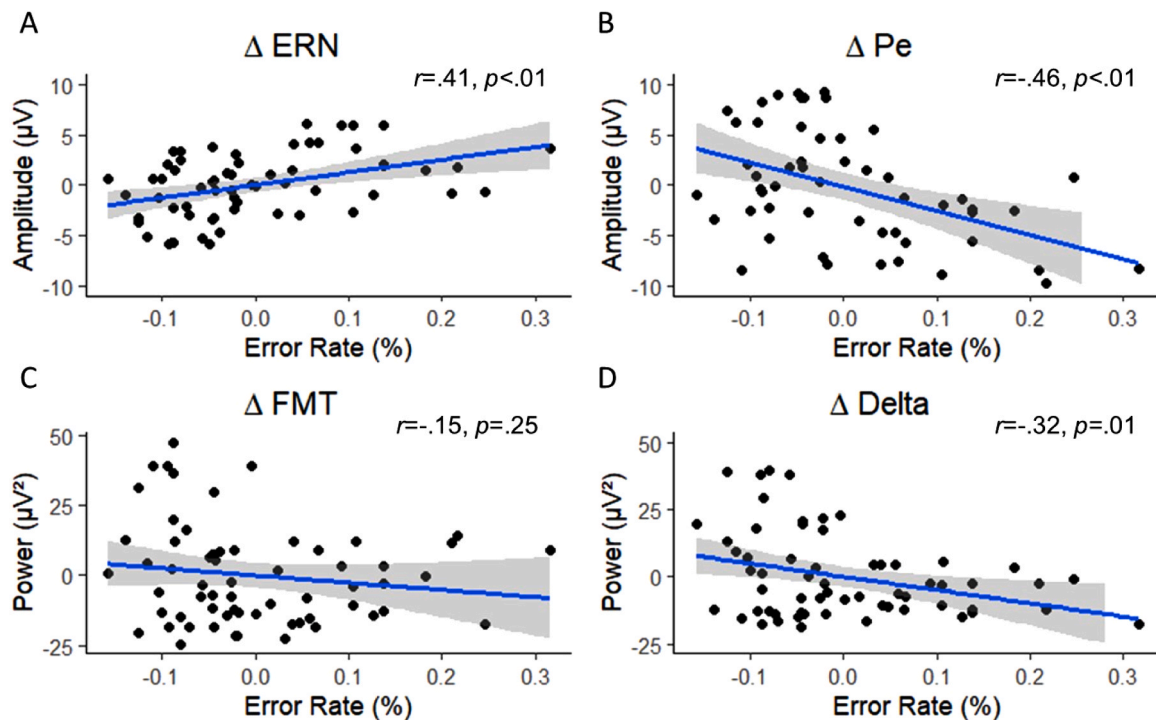 A
Δ ERN
r=.41, p<.01
10
5
0
-5
-10
Amplitude (µV)
-0.1 0.0 0.1 0.2 0.3
Error Rate (%)
B
Δ Pe
r=-.46, p<.01
10
5
0
-5
-10
Amplitude (µV)
-0.1 0.0 0.1 0.2 0.3
Error Rate (%)
C
Δ FMT
r=-.15, p=.25
50
25
0
-25
Power (µV²)
-0.1 0.0 0.1 0.2 0.3
Error Rate (%)
D
Δ Delta
r=-.32, p=.01
50
25
0
-25
Power (µV²)
-0.1 0.0 0.1 0.2 0.3
Error Rate (%)